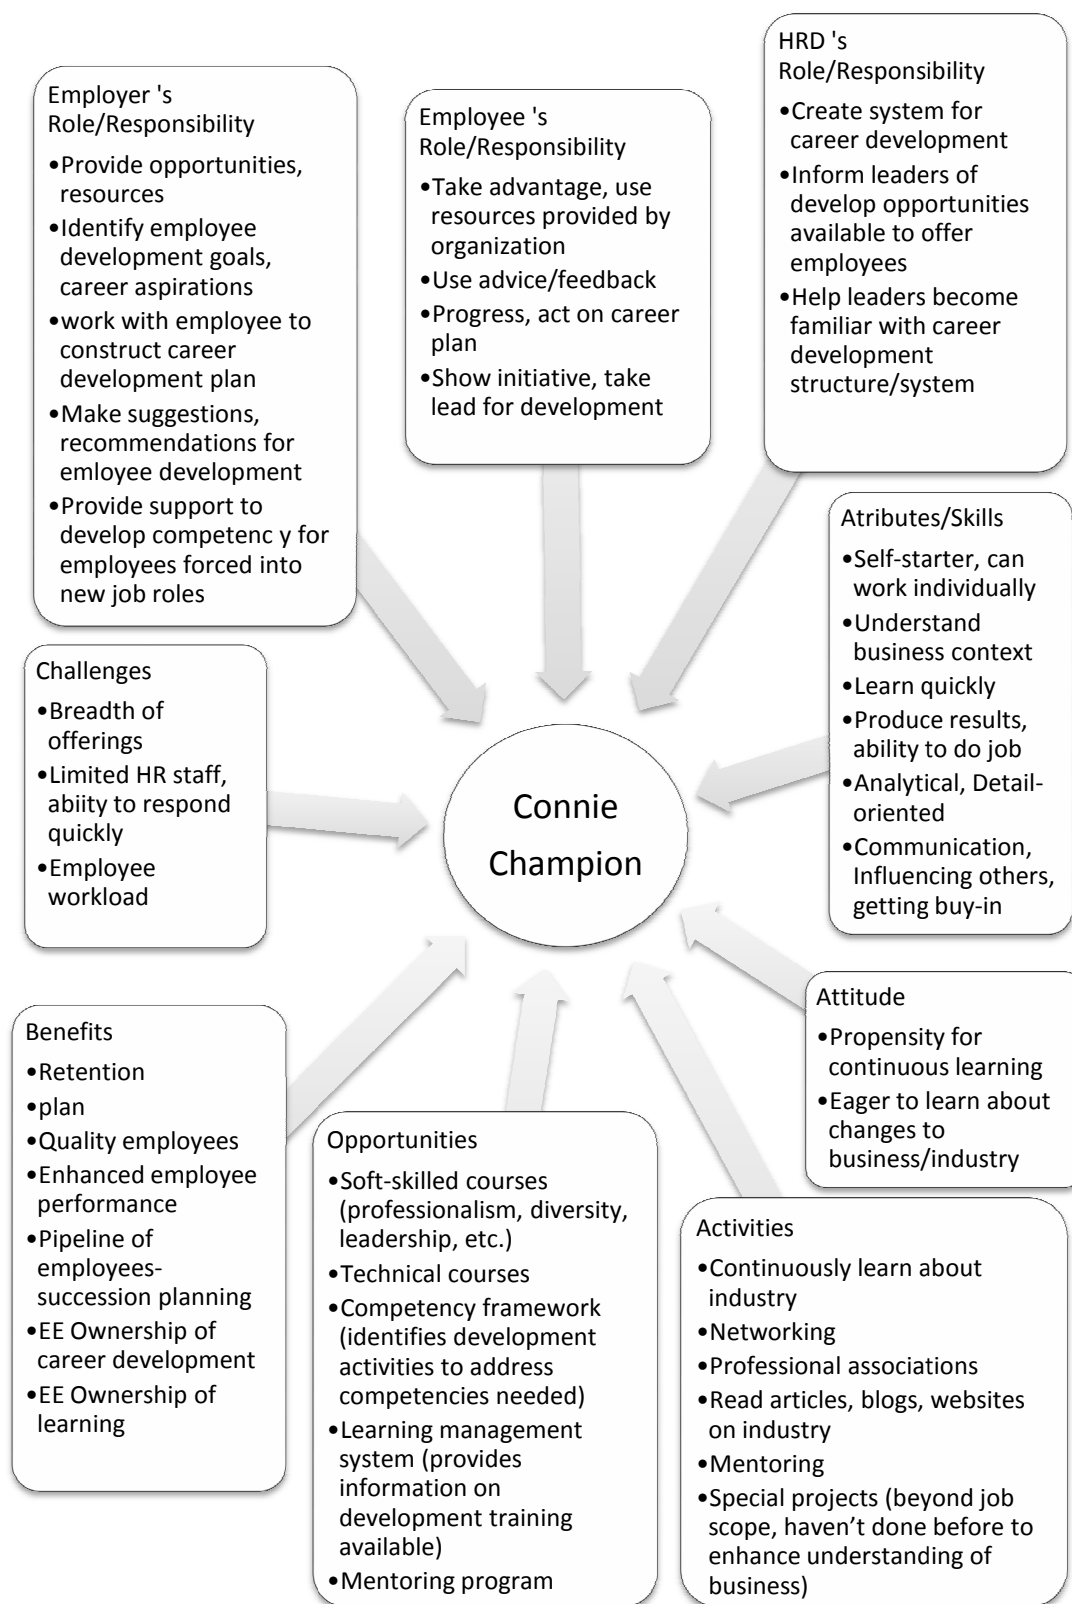 Employer 's
Role/Responsibility
•Provide opportunities,
resources
•Identify employee
development goals,
career aspirations
•work with employee to
construct career
development plan
•Make suggestions,
recommendations for
emloyee development
•Provide support to
develop competenc y for
employees forced into
new job roles
Employee 's
Role/Responsibility
•Take advantage, use
resources provided by
organization
•Use advice/feedback
•Progress, act on career
plan
•Show initiative, take
lead for development
HRD 's
Role/Responsibility
•Create system for
career development
•Inform leaders of
develop opportunities
available to offer
employees
•Help leaders become
familiar with career
development
structure/system
Atributes/Skills
•Self-starter, can
work individually
•Understand
business context
•Learn quickly
•Produce results,
ability to do job
•Analytical, Detail-
oriented
•Communication,
Influencing others,
getting buy-in
Challenges
•Breadth of
offerings
•Limited HR staff,
abiity to respond
quickly
•Employee
workload
Connie
Champion
Attitude
•Propensity for
continuous learning
•Eager to learn about
changes to
business/industry
Benefits
•Retention
•plan
•Quality employees
•Enhanced employee
performance
•Pipeline of
employees-
succession planning
•EE Ownership of
career development
•EE Ownership of
learning
Opportunities
•Soft-skilled courses
(professionalism, diversity,
leadership, etc.)
•Technical courses
•Competency framework
(identifies development
activities to address
competencies needed)
•Learning management
system (provides
information on
development training
available)
•Mentoring program
Activities
•Continuously learn about
industry
•Networking
•Professional associations
•Read articles, blogs, websites
on industry
•Mentoring
•Special projects (beyond job
scope, haven't done before to
enhance understanding of
business)